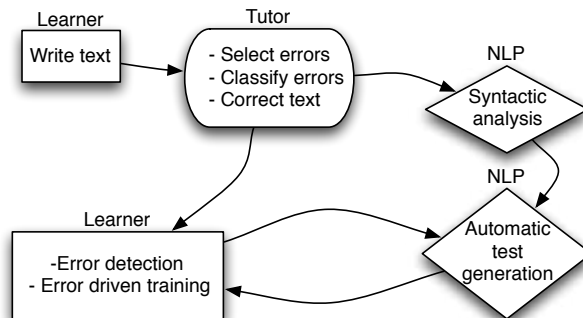 Learner
Write text
Tutor
- Select errors
- Classify errors
- Correct text
NLP
Syntactic
analysis
NLP
Automatic
test
generation
Learner
-Error detection
- Error driven training